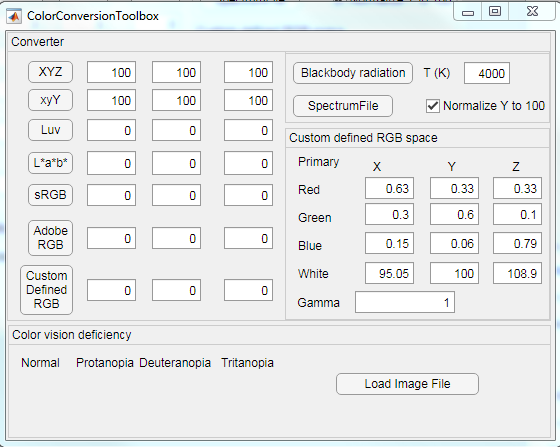 ColorConversionToolbox
Converter
XYZ 100 100 100
xyY 100 100 100
Luv 0 0 0
L*a*b* 0 0 0
sRGB 0 0 0
Adobe
RGB 0 0 0
Custom
Defined
RGB 0 0 0
Blackbody radiation T (K) 4000
SpectrumFile Normalize Y to 100
Custom defined RGB space
Primary X Y Z
Red 0.63 0.33 0.33
Green 0.3 0.6 0.1
Blue 0.15 0.06 0.79
White 95.05 100 108.9
Gamma 1
Color vision deficiency
Normal Protanopia Deuteranopia Tritanopia
Load Image File